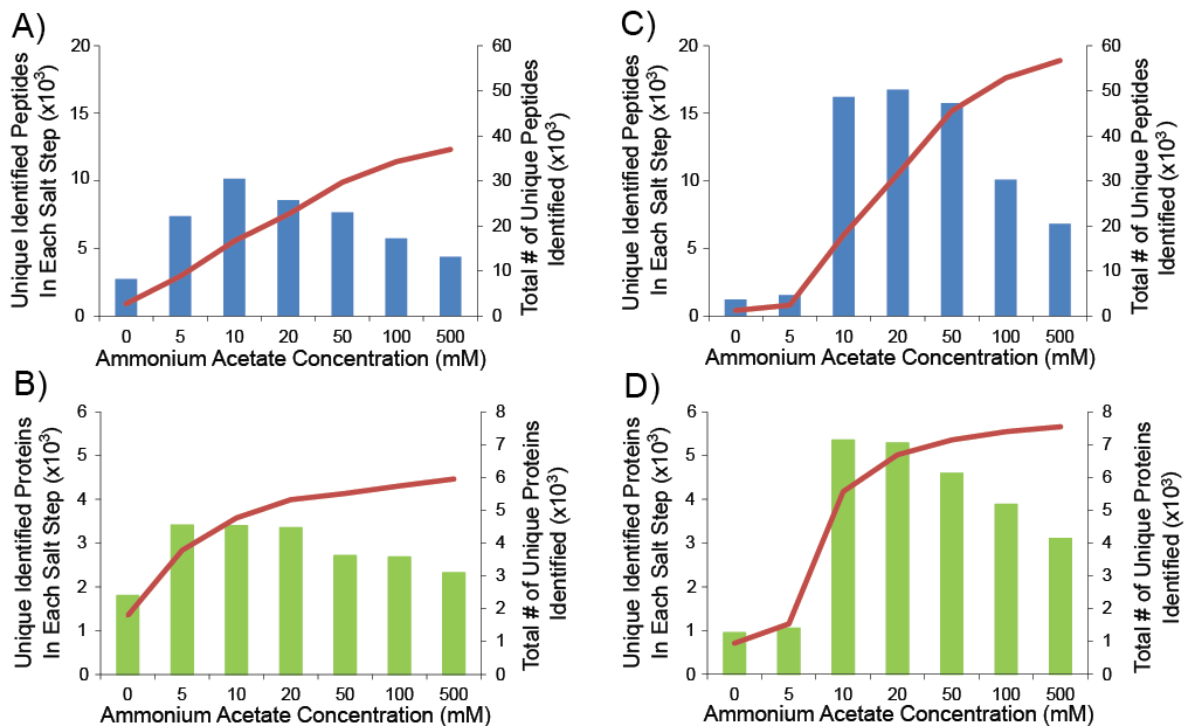 A)
Unique Identified Peptides
In Each Salt Step (x10³)
20
15
10
5
0
60
50
40
30
20
10
0
Total # of Unique Peptides
Identified (x10³)
0 5 10 20 50 100 500
Ammonium Acetate Concentration (mM)
C)
Unique Identified Peptides
In Each Salt Step (x10³)
20
15
10
5
0
60
50
40
30
20
10
0
Total # of Unique Peptides
Identified (x10³)
0 5 10 20 50 100 500
Ammonium Acetate Concentration (mM)
B)
Unique Identified Proteins
In Each Salt Step (x10³)
6
5
4
3
2
1
0
8
7
6
5
4
3
2
1
0
Total # of Unique Proteins
Identified (x10³)
0 5 10 20 50 100 500
Ammonium Acetate Concentration (mM)
D)
Unique Identified Proteins
In Each Salt Step (x10³)
6
5
4
3
2
1
0
8
7
6
5
4
3
2
1
0
Total # of Unique Proteins
Identified (x10³)
0 5 10 20 50 100 500
Ammonium Acetate Concentration (mM)